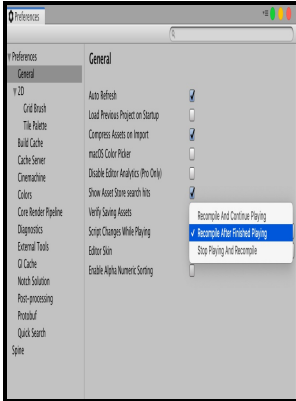 Preferences
Preferences
General
2D
Grid Brush
Tile Palette
Build Cache
Cache Server
Cinemachine
Colors
Core Render Pipeline
Diagnostics
External Tools
GI Cache
Notch Solution
Post-processing
Protobuf
Quick Search
Spine
General
Auto Refresh
Load Previous Project on Startup
Compress Assets on Import
macOS Color Picker
Disable Editor Analytics (Pro Only)
Show Asset Store search hits
Verify Saving Assets
Script Changes While Playing
Editor Skin
Enable Alpha Numeric Sorting
Recompile And Continue Playing
Recompile After Finished Playing
Stop Playing And Recompile